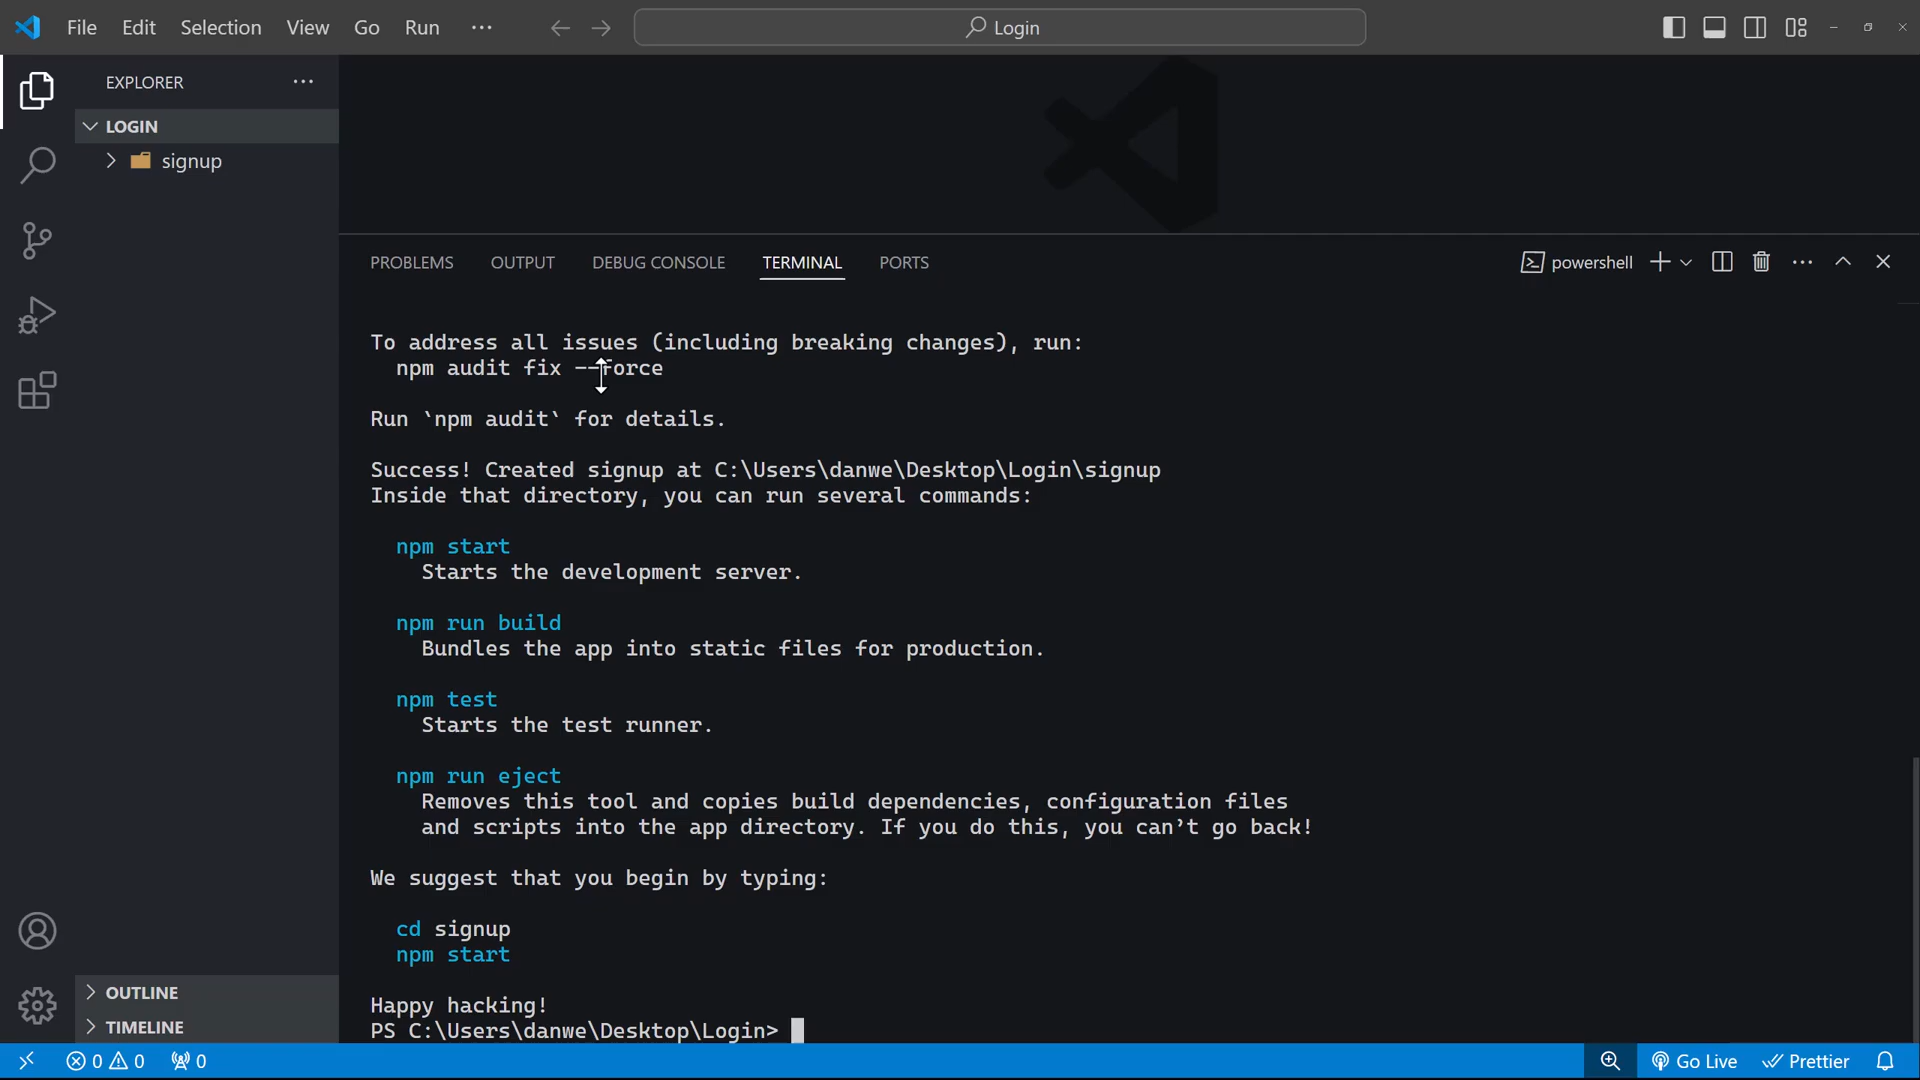 File Edit Selection View Go Run ···
Login
EXPLORER ···
LOGIN
signup
PROBLEMS OUTPUT DEBUG CONSOLE TERMINAL PORTS
powershell
To address all issues (including breaking changes), run:
npm audit fix --force
Run `npm audit` for details.
Success! Created signup at C:\Users\danwe\Desktop\Login\signup
Inside that directory, you can run several commands:
npm start
Starts the development server.
npm run build
Bundles the app into static files for production.
npm test
Starts the test runner.
npm run eject
Removes this tool and copies build dependencies, configuration files
and scripts into the app directory. If you do this, you can’t go back!
We suggest that you begin by typing:
cd signup
npm start
Happy hacking!
PS C:\Users\danwe\Desktop\Login>
OUTLINE
TIMELINE
0 0 0 Go Live Prettier